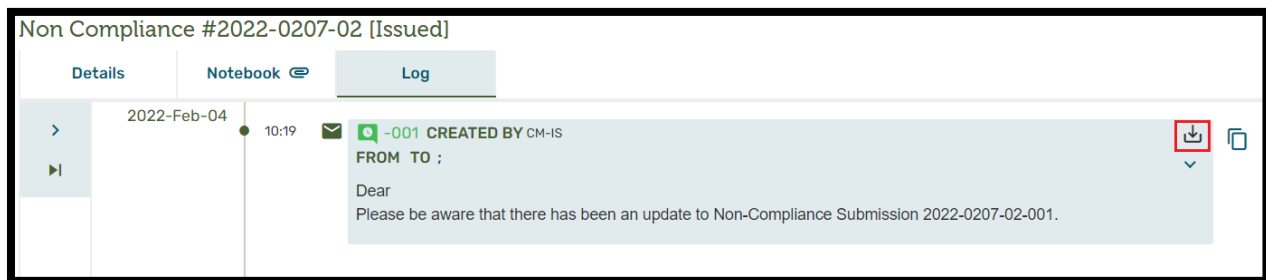 Non Compliance #2022-0207-02 [Issued]
Details Notebook Log
2022-Feb-04 10:19 -001 CREATED BY CM-IS
FROM TO ;
Dear
Please be aware that there has been an update to Non-Compliance Submission 2022-0207-02-001.